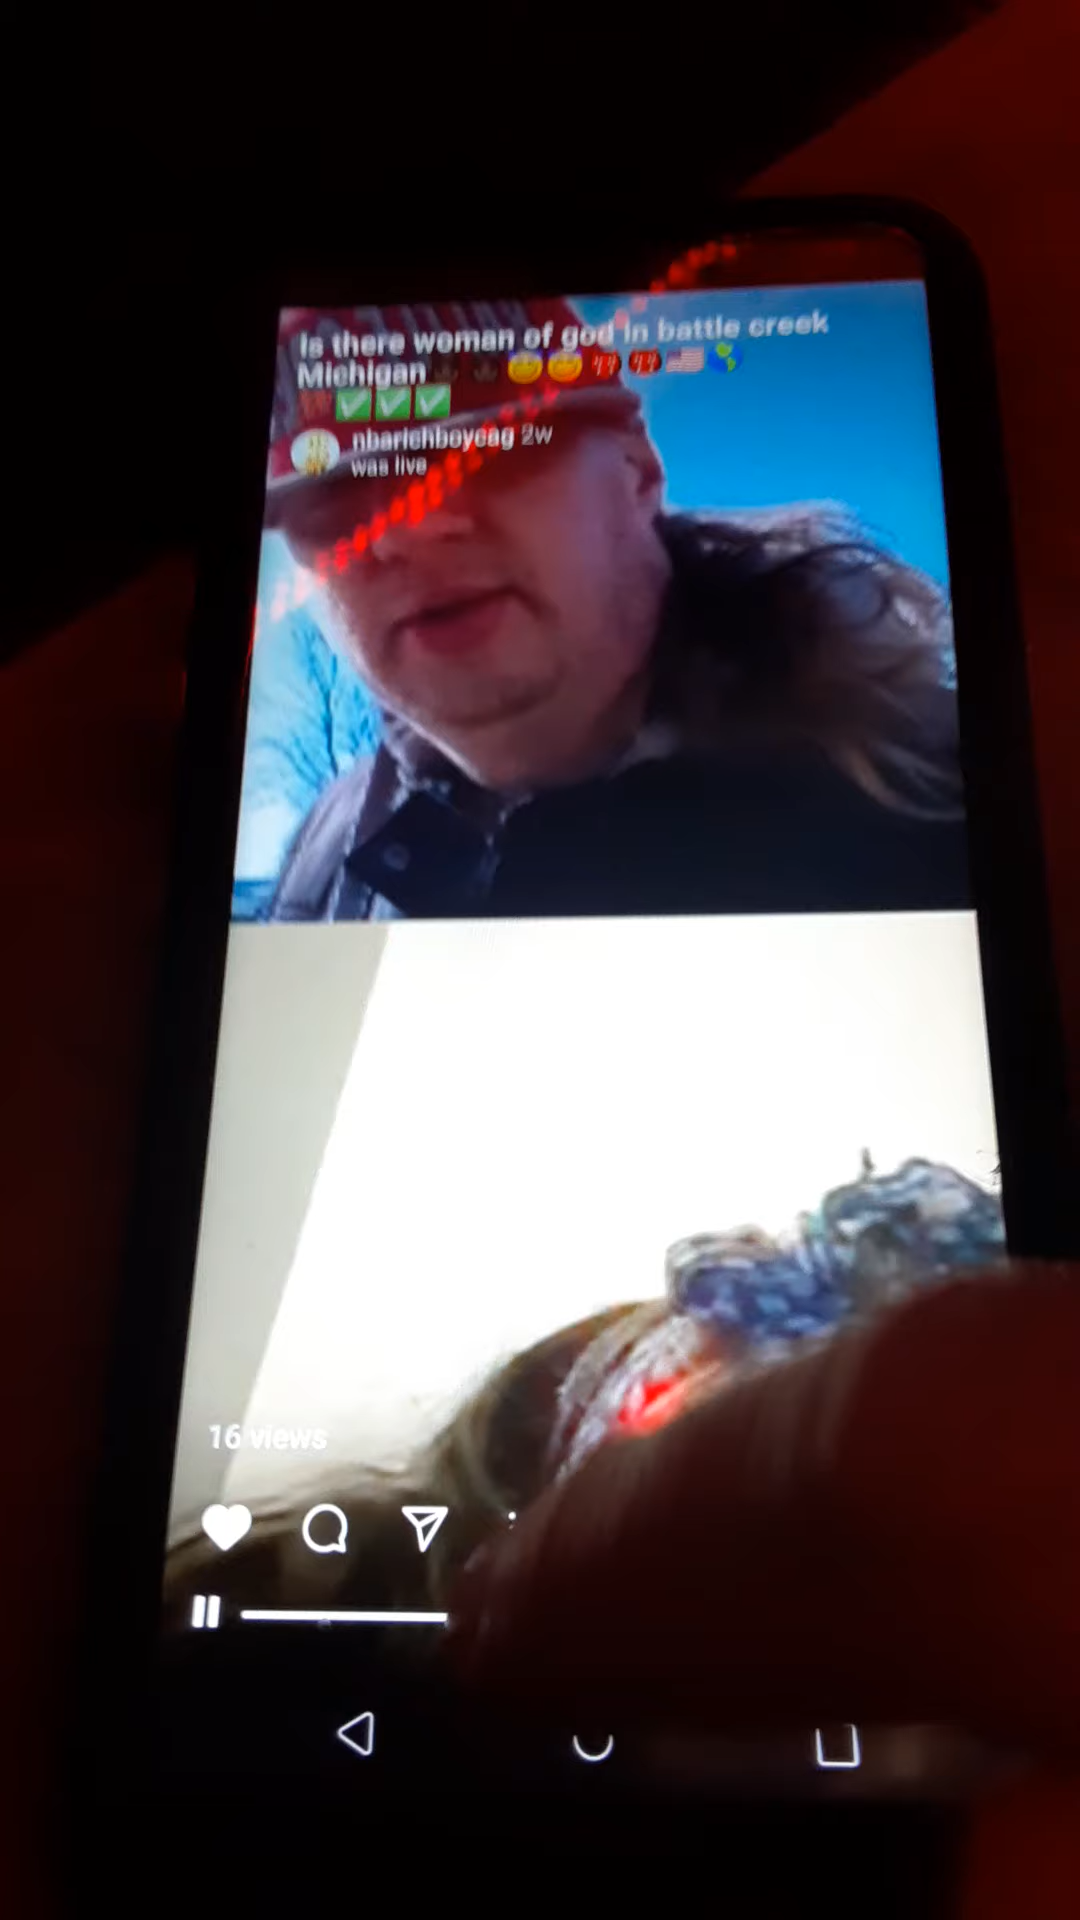 Is there woman of god in battle creek
Michigan
nbarichboycag 2w
was live
16 views